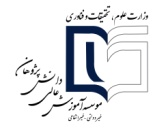 وزارت علوم، تحقیقات و فناوری
دانش پژوهان
موسسه آموزش عالی
غیردولتی-غیرانتفاعی